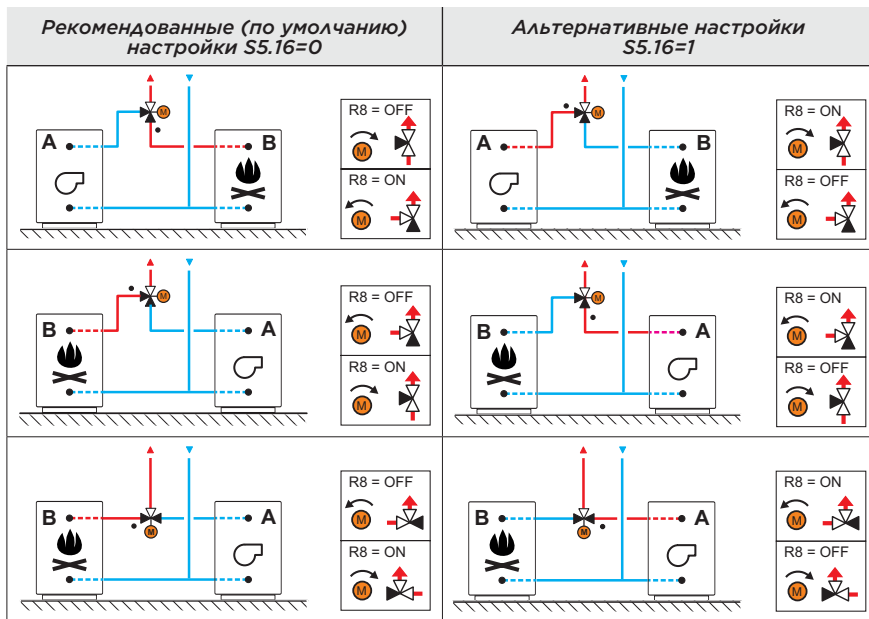 Рекомендованные (по умолчанию)
настройки S5.16=0
Альтернативные настройки
S5.16=1
M
A
B
R8 = OFF
M
R8 = ON
M
M
A
B
R8 = ON
M
R8 = OFF
M
M
B
A
R8 = OFF
M
R8 = ON
M
M
B
A
R8 = ON
M
R8 = OFF
M
B
A
M
R8 = OFF
M
R8 = ON
M
B
A
M
R8 = ON
M
R8 = OFF
M